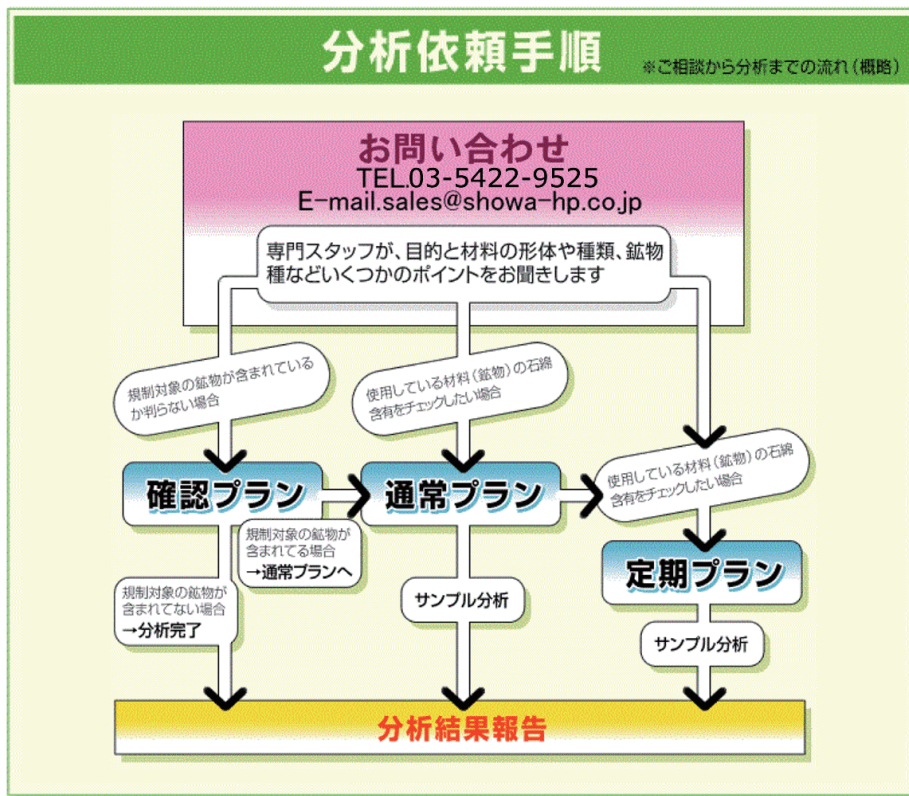 分析依頼手順
※ご相談から分析までの流れ（概略）
お問い合わせ
TEL.03-5422-9525
E-mail.sales@showa-hp.co.jp
専門スタッフが、目的と材料の形体や種類、鉱物
種などいくつかのポイントをお聞きします
規制対象の鉱物が含まれている
か判らない場合
使用している材料（鉱物）の石綿
含有をチェックしたい場合
使用している材料（鉱物）の石綿
含有をチェックしたい場合
確認プラン
通常プラン
規制対象の鉱物が
含まれてる場合
→通常プランへ
定期プラン
規制対象の鉱物が
含まれてない場合
→分析完了
サンプル分析
サンプル分析
分析結果報告